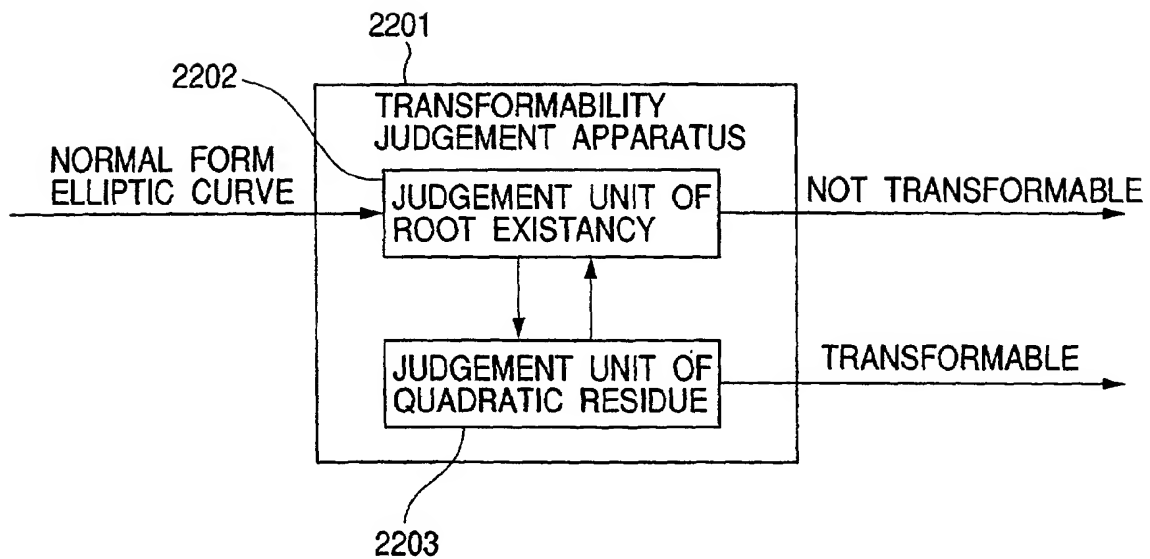 2201
2202
TRANSFORMABILITY
JUDGEMENT APPARATUS
NORMAL FORM
ELLIPTIC CURVE
JUDGEMENT UNIT OF
ROOT EXISTANCY
NOT TRANSFORMABLE
JUDGEMENT UNIT OF
QUADRATIC RESIDUE
TRANSFORMABLE
2203